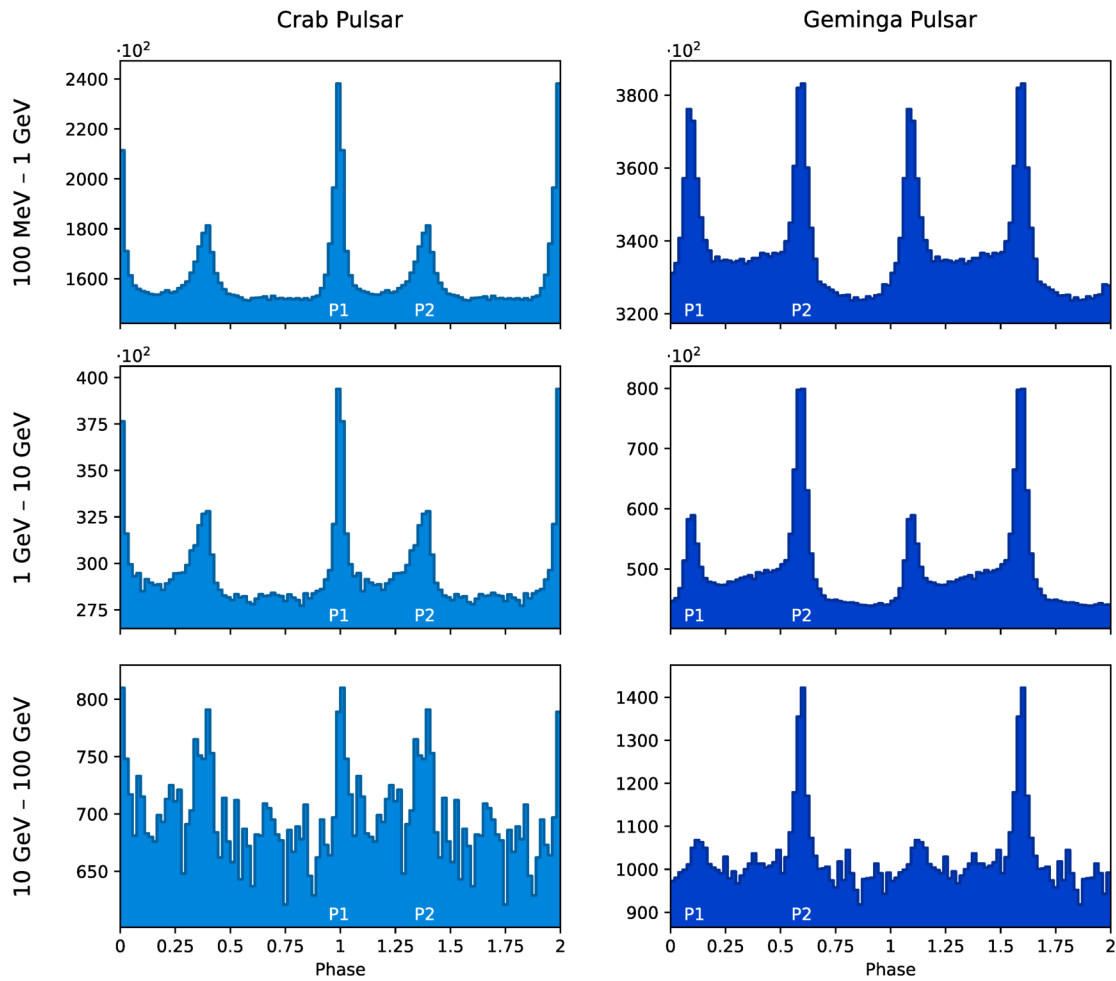 Crab Pulsar
Geminga Pulsar
100 MeV – 1 GeV
·10²
2400
2200
2000
1800
1600
P1
P2
·10²
3800
3600
3400
3200
P1
P2
1 GeV – 10 GeV
·10²
400
375
350
325
300
275
P1
P2
·10²
800
600
500
P1
P2
10 GeV – 100 GeV
800
750
700
650
P1
P2
0
0.25
0.5
0.75
1
1.25
1.5
1.75
2
Phase
1400
1300
1200
1100
1000
900
P1
P2
0
0.25
0.5
0.75
1
1.25
1.5
1.75
2
Phase